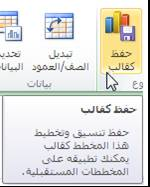 حفظ
كقالب
تبديل
الصف/العمود
تحديد
البيانات
وع
بيانات
حفظ كقالب
حفظ تنسيق وتخطيط
هذا المخطط كقالب
يمكنك تطبيقه على
المخططات المستقبلية.